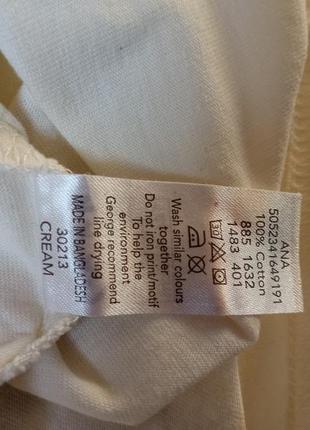 ANA
5052341649191
100% Cotton
885 1632
1483 401
30
Wash similar colours
together
Do not iron print/motif
To help the
environment
George recommend
line drying
MADE IN BANGLADESH
30213
CREAM